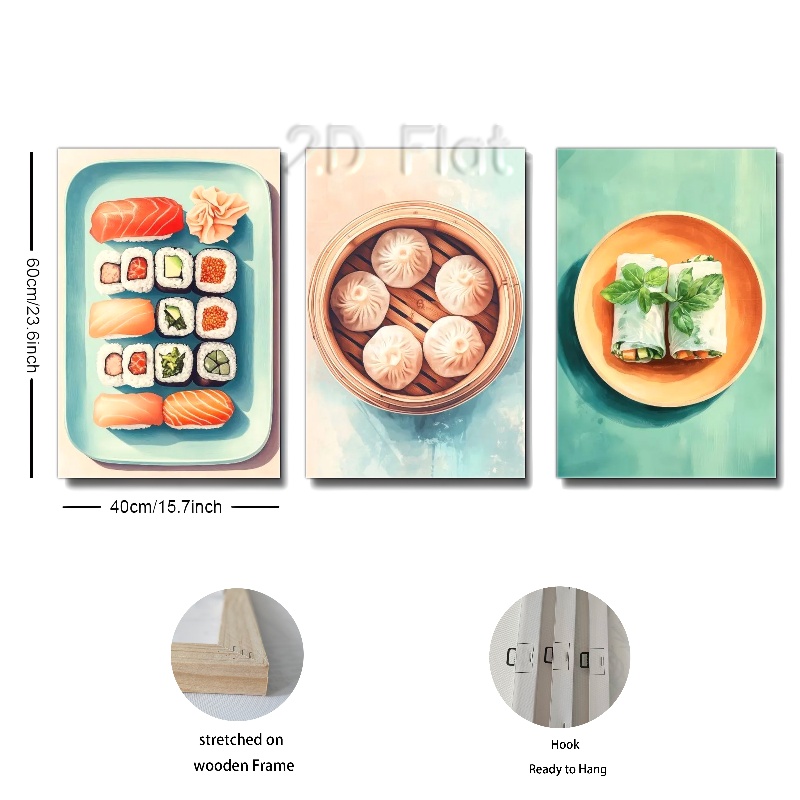 2D Flat
60cm/23.6inch
40cm/15.7inch
stretched on
wooden Frame
Hook
Ready to Hang